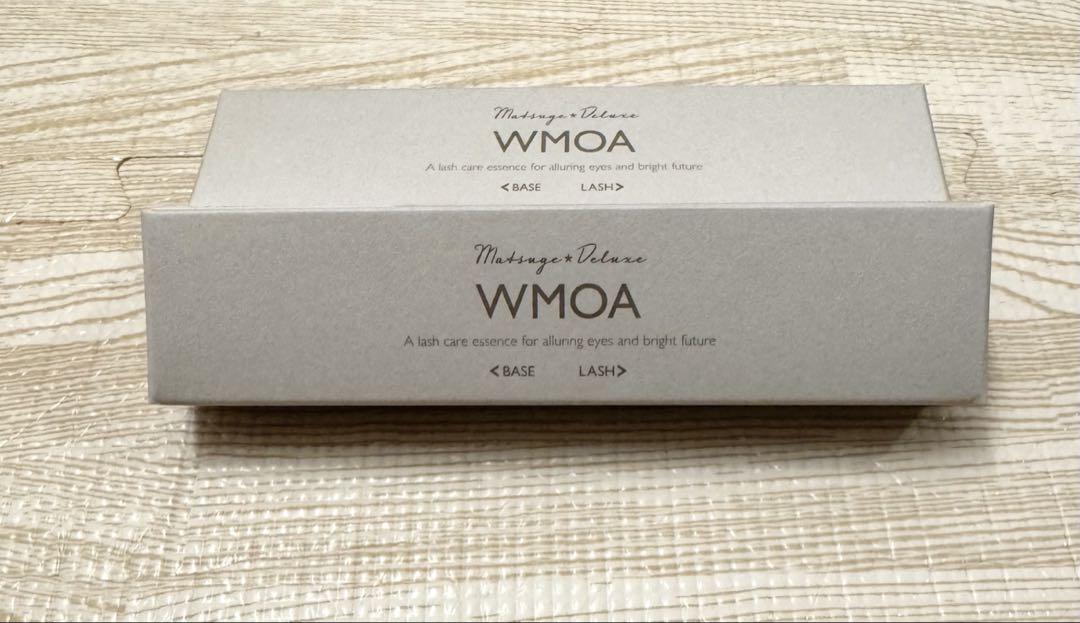 Matsuge★Deluxe
WMOA
A lash care essence for alluring eyes and bright future
<BASE LASH>
Matsuge★Deluxe
WMOA
A lash care essence for alluring eyes and bright future
<BASE LASH>